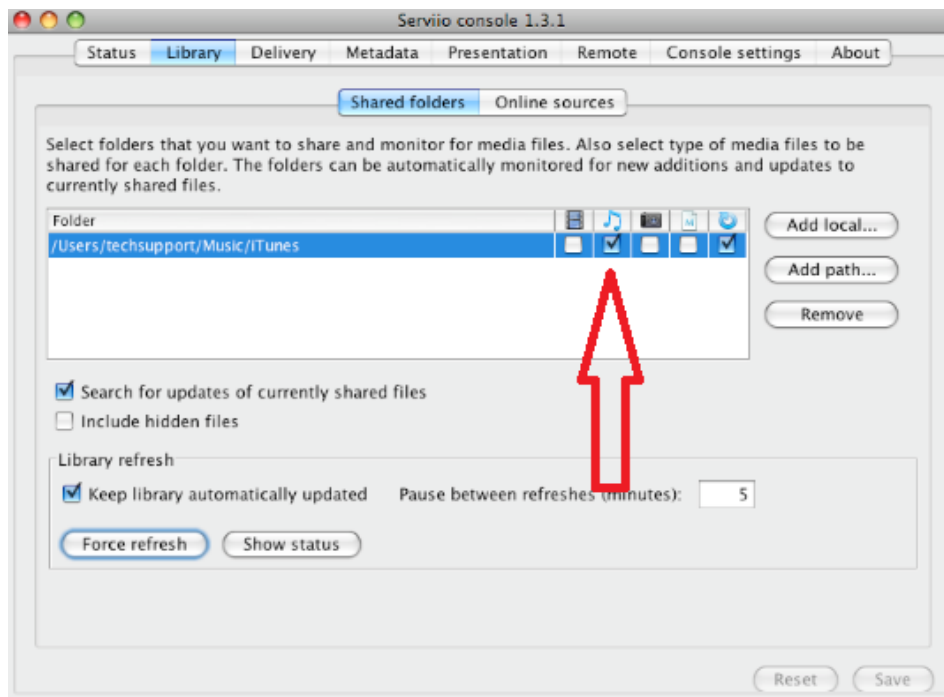 Serviio console 1.3.1
Status Library Delivery Metadata Presentation Remote Console settings About
Shared folders Online sources
Select folders that you want to share and monitor for media files. Also select type of media files to be
shared for each folder. The folders can be automatically monitored for new additions and updates to
currently shared files.
Folder
M
/Users/techsupport/Music/iTunes
Add local...
Add path...
Remove
Search for updates of currently shared files
Include hidden files
Library refresh
Keep library automatically updated Pause between refreshes (minutes): 5
Force refresh Show status
Reset Save